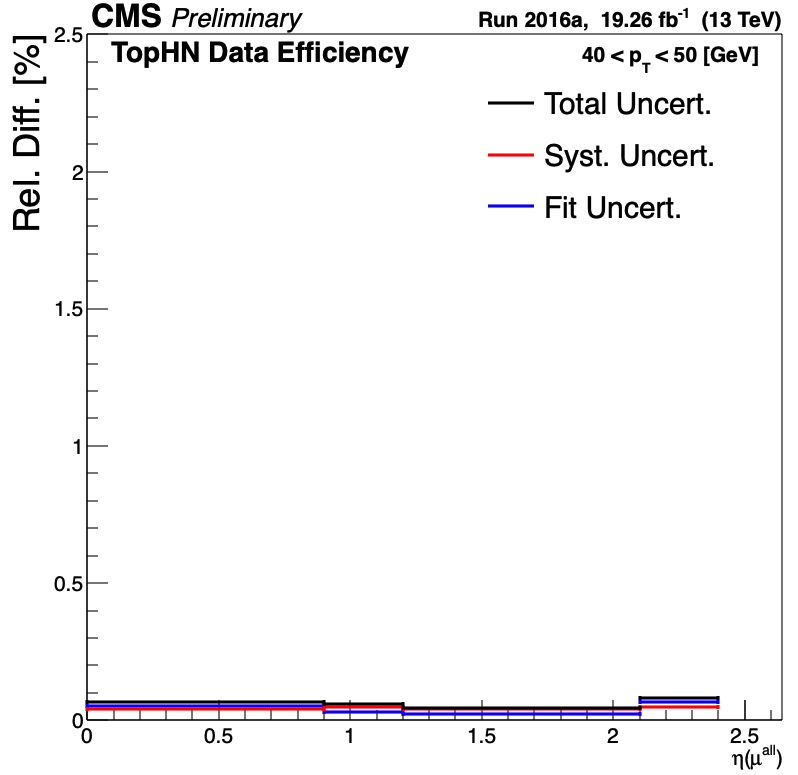 CMS Preliminary Run 2016a, 19.26 fb⁻¹ (13 TeV)
TopHN Data Efficiency 40 < pT < 50 [GeV]
Total Uncert.
Syst. Uncert.
Fit Uncert.
Rel. Diff. [%]
2.5
2
1.5
1
0.5
0
0 0.5 1 1.5 2 2.5
η(μ^all)